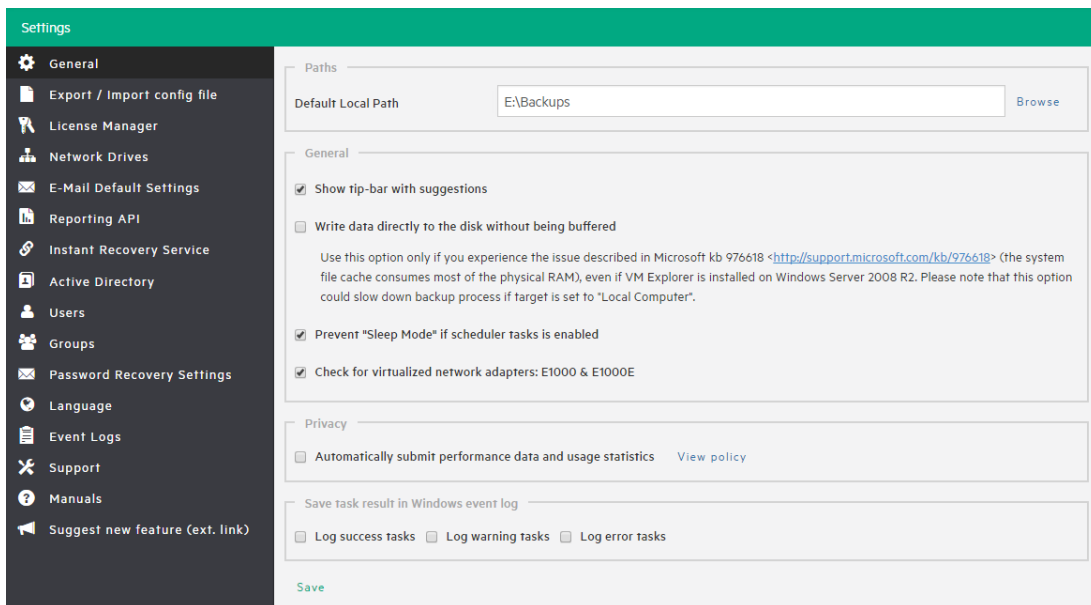 Settings
General
Export / Import config file
License Manager
Network Drives
E-Mail Default Settings
Reporting API
Instant Recovery Service
Active Directory
Users
Groups
Password Recovery Settings
Language
Event Logs
Support
Manuals
Suggest new feature (ext. link)
Paths
Default Local Path
E:\Backups
Browse
General
Show tip-bar with suggestions
Write data directly to the disk without being buffered
Use this option only if you experience the issue described in Microsoft kb 976618 <http://support.microsoft.com/kb/976618> (the system
file cache consumes most of the physical RAM), even if VM Explorer is installed on Windows Server 2008 R2. Please note that this option
could slow down backup process if target is set to "Local Computer".
Prevent "Sleep Mode" if scheduler tasks is enabled
Check for virtualized network adapters: E1000 & E1000E
Privacy
Automatically submit performance data and usage statistics View policy
Save task result in Windows event log
Log success tasks Log warning tasks Log error tasks
Save